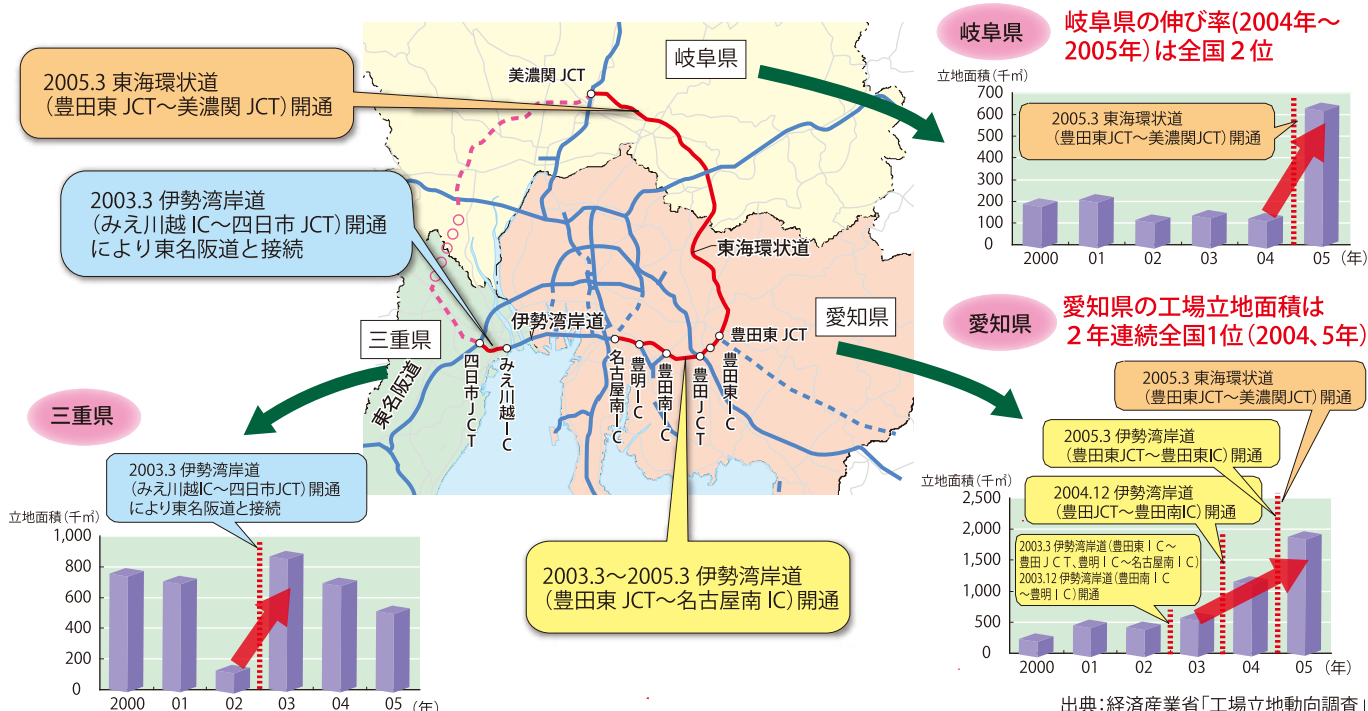 2005.3 東海環状道
（豊田東 JCT～美濃関 JCT）開通
2003.3 伊勢湾岸道
（みえ川越 IC～四日市 JCT）開通
により東名阪道と接続
美濃関 JCT
岐阜県
東海環状道
愛知県
豊田東 JCT
伊勢湾岸道
三重県
東名阪道
四日市JCT
みえ川越IC
名古屋南IC
豊明IC
豊田南IC
豊田JCT
豊田東IC
2003.3～2005.3 伊勢湾岸道
（豊田東 JCT～名古屋南 IC）開通
岐阜県
岐阜県の伸び率(2004年～
2005年）は全国２位
立地面積（千㎡）
2005.3 東海環状道
（豊田東JCT～美濃関JCT）開通
700
600
500
400
300
200
100
0
2000 01 02 03 04 05 （年）
愛知県
愛知県の工場立地面積は
２年連続全国1位（2004、5年）
2005.3 東海環状道
（豊田東JCT～美濃関JCT）開通
2005.3 伊勢湾岸道
（豊田東JCT～豊田東IC）開通
2004.12 伊勢湾岸道
（豊田JCT～豊田南IC）開通
2003.3 伊勢湾岸道（豊田東ＩＣ～
豊田ＪＣＴ、豊明ＩＣ～名古屋南ＩＣ）
2003.12 伊勢湾岸道（豊田南ＩＣ
～豊明ＩＣ）開通
立地面積（千㎡）
2,500
2,000
1,500
1,000
500
0
2000 01 02 03 04 05 （年）
三重県
2003.3 伊勢湾岸道
（みえ川越IC～四日市JCT）開通
により東名阪道と接続
立地面積（千㎡）
1,000
800
600
400
200
0
2000 01 02 03 04 05 （年）
出典：経済産業省「工場立地動向調査」